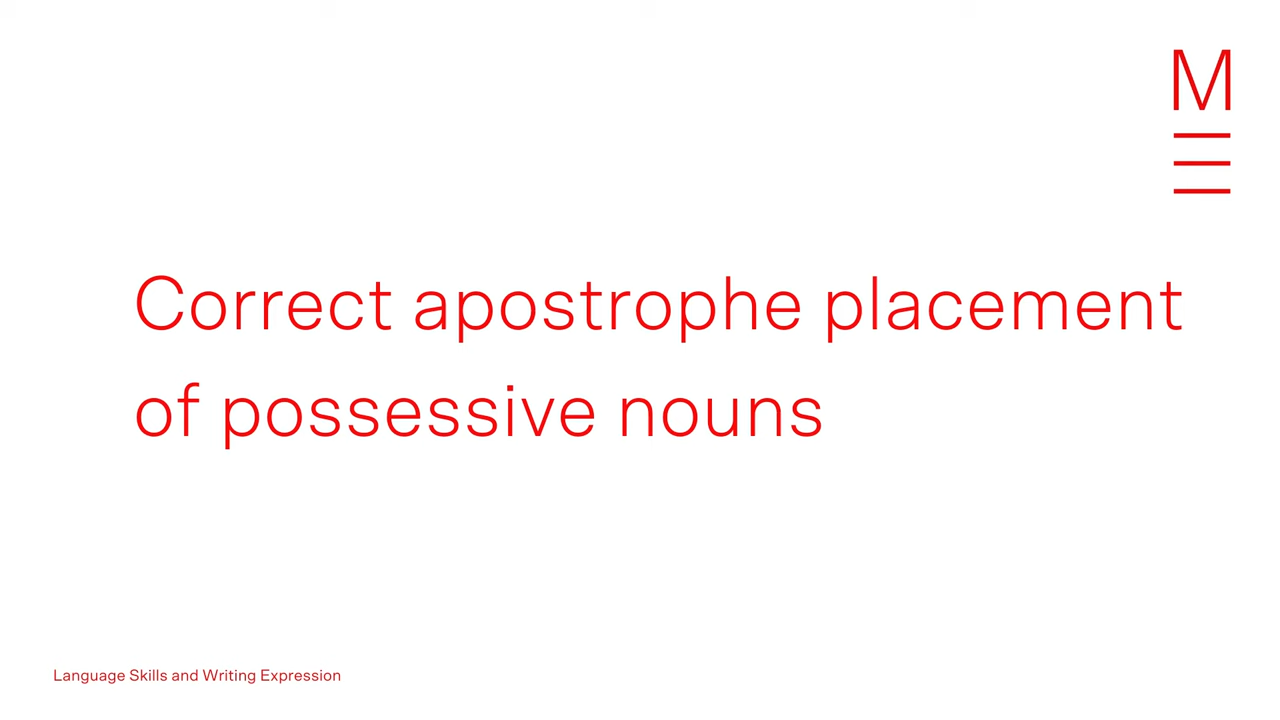 M
Correct apostrophe placement
of possessive nouns
Language Skills and Writing Expression